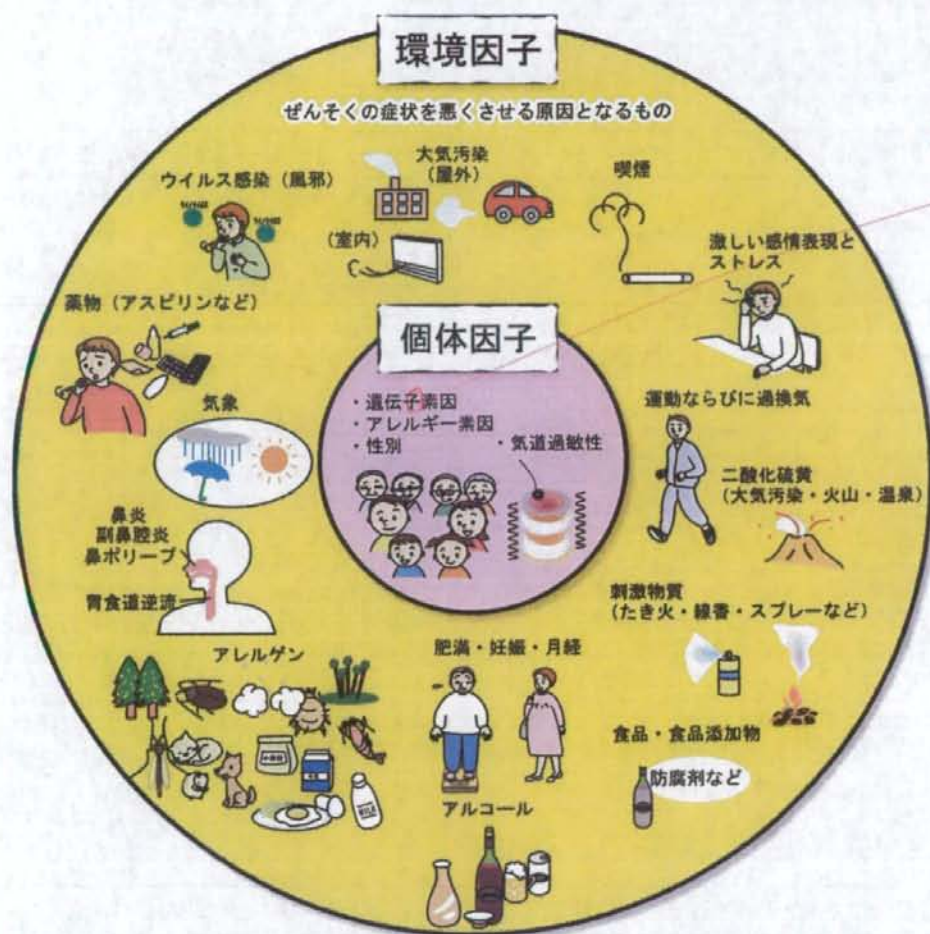 環境因子
ぜんそくの症状を悪くさせる原因となるもの
大気汚染
(屋外)
喫煙
ウイルス感染(風邪)
(室内)
激しい感情表現と
ストレス
薬物(アスピリンなど)
個体因子
・遺伝子素因
・アレルギー素因
・性別
・気道過敏性
気象
運動ならびに過換気
二酸化硫黄
(大気汚染・火山・温泉)
鼻炎
副鼻腔炎
鼻ポリープ
胃食道逆流
刺激物質
(たき火・線香・スプレーなど)
アレルゲン
肥満・妊娠・月経
食品・食品添加物
防腐剤など
アルコール
MILK